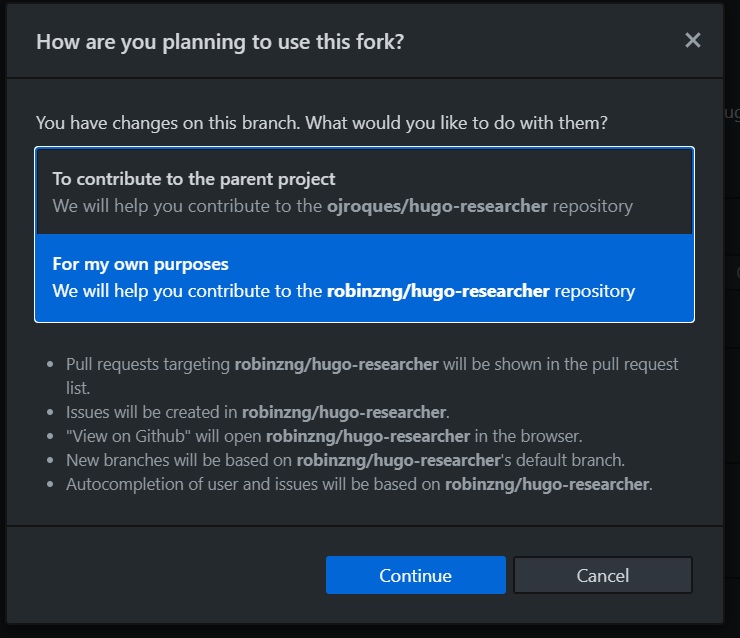 How are you planning to use this fork?
You have changes on this branch. What would you like to do with them?
To contribute to the parent project
We will help you contribute to the ojroques/hugo-researcher repository
For my own purposes
We will help you contribute to the robinzng/hugo-researcher repository
Pull requests targeting robinzng/hugo-researcher will be shown in the pull request
list.
Issues will be created in robinzng/hugo-researcher.
"View on Github" will open robinzng/hugo-researcher in the browser.
New branches will be based on robinzng/hugo-researcher's default branch.
Autocompletion of user and issues will be based on robinzng/hugo-researcher.
Continue
Cancel